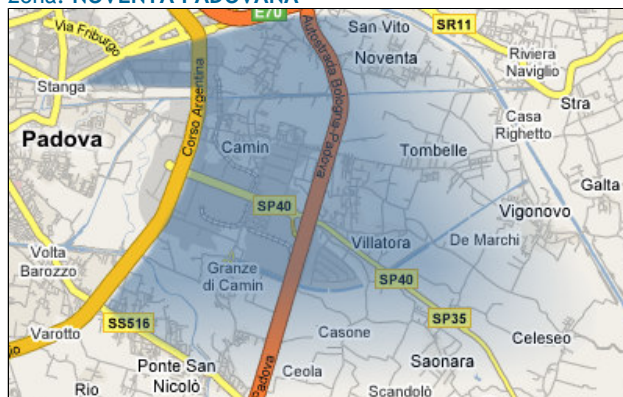 zona: NOVENTA PADOVANA
E70
Via Friburgo
San Vito
SR11
Noventa
Riviera
Naviglio
Stanga
Stra
Corso Argentina
Autostrada Bologna-Padova
Casa
Righetto
Padova
Camin
Tombelle
Galta
SP40
Vigonovo
Villatora
De Marchi
Volta
Barozzo
Granze
di Camin
SP40
SS516
SP35
Varotto
Casone
Celeseo
Saonara
Ponte San
Nicolò
Ceola
Padova
Rio
Scandolò